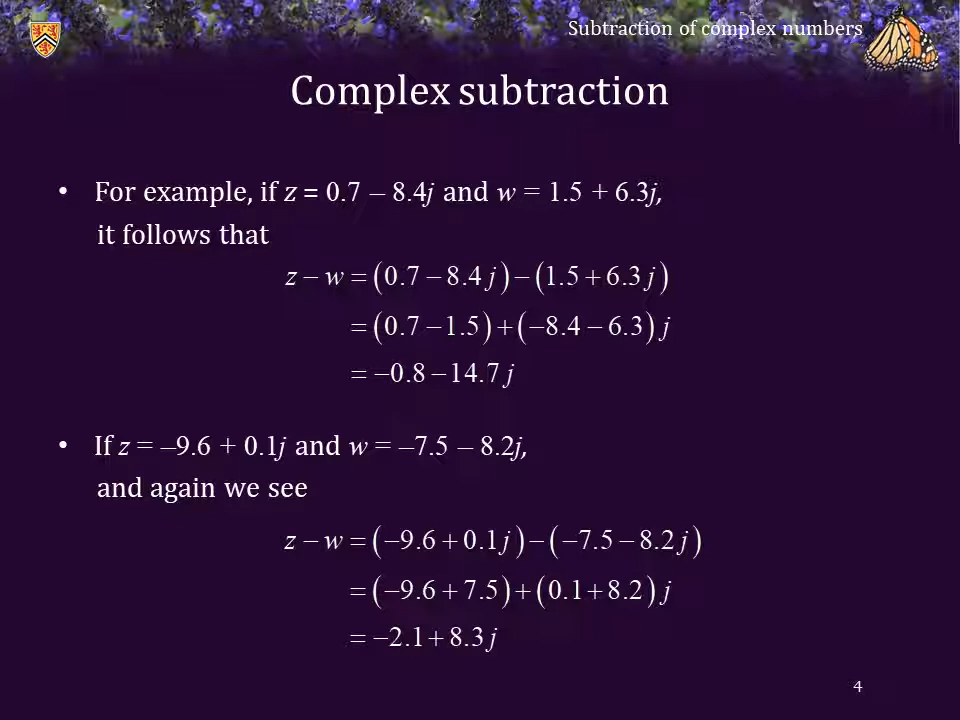 Subtraction of complex numbers
Complex subtraction
• For example, if z = 0.7 – 8.4j and w = 1.5 + 6.3j,
it follows that
z − w = (0.7 − 8.4 j) − (1.5 + 6.3 j)
= (0.7 − 1.5) + (−8.4 − 6.3) j
= −0.8 − 14.7 j
• If z = –9.6 + 0.1j and w = –7.5 – 8.2j,
and again we see
z − w = (−9.6 + 0.1 j) − (−7.5 − 8.2 j)
= (−9.6 + 7.5) + (0.1 + 8.2) j
= −2.1 + 8.3 j
4